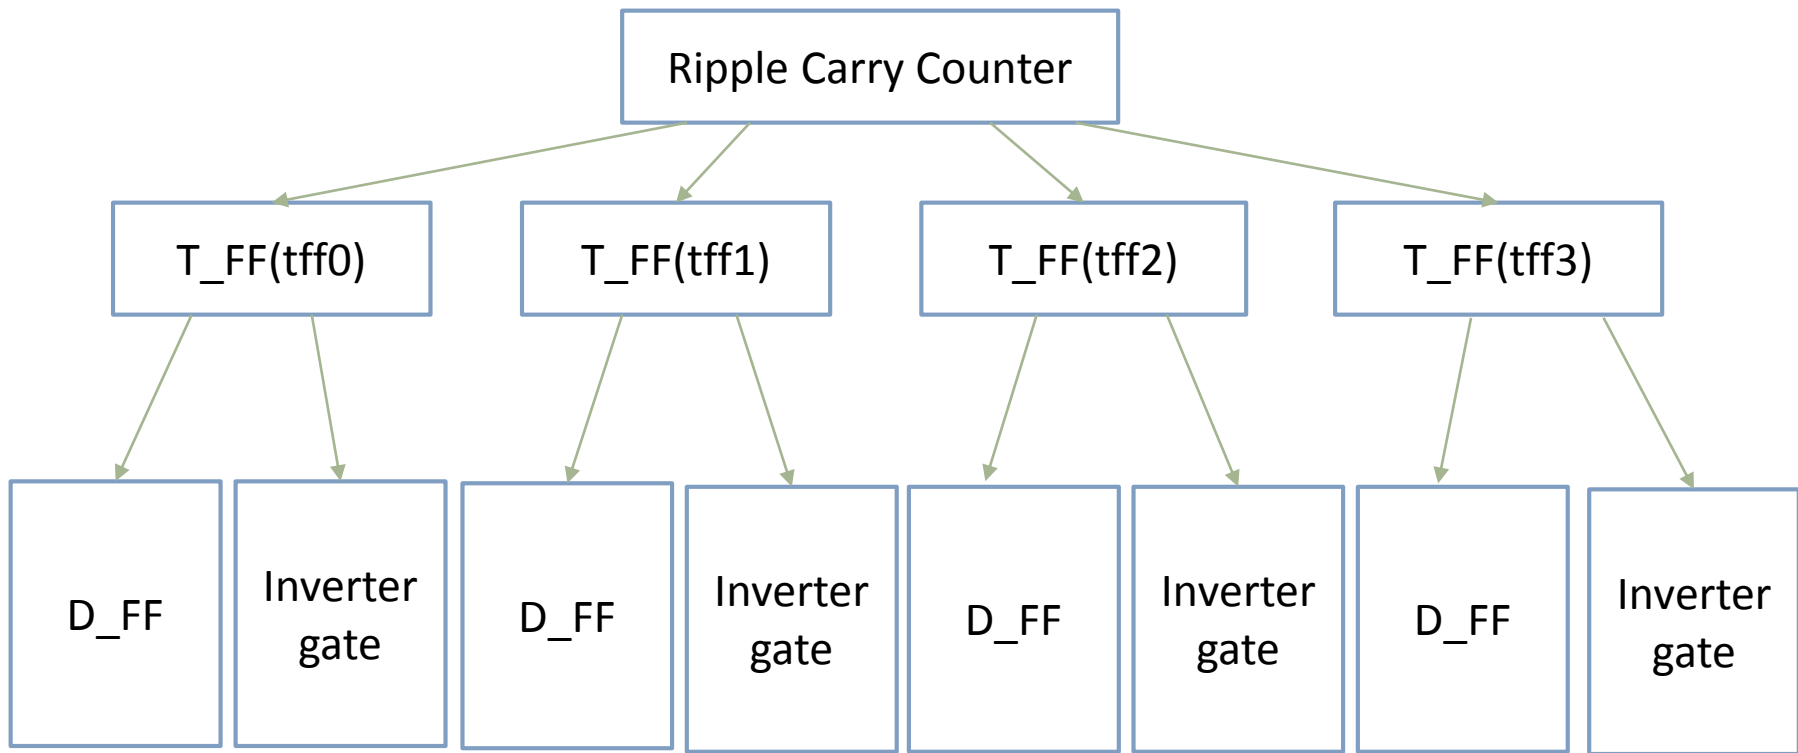 Ripple Carry Counter
T_FF(tff0)
T_FF(tff1)
T_FF(tff2)
T_FF(tff3)
D_FF
Inverter
gate
D_FF
Inverter
gate
D_FF
Inverter
gate
D_FF
Inverter
gate